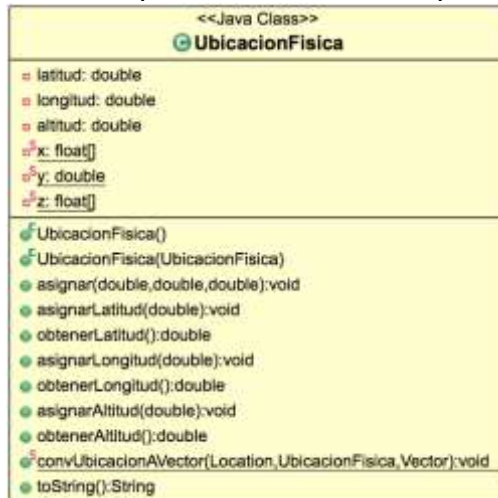 <<Java Class>>
UbicacionFisica
latitud: double
longitud: double
altitud: double
x: float[]
y: double
z: float[]
UbicacionFisica()
UbicacionFisica(UbicacionFisica)
asignar(double,double,double):void
asignarLatitud(double):void
obtenerLatitud():double
asignarLongitud(double):void
obtenerLongitud():double
asignarAltitud(double):void
obtenerAltitud():double
convUbicacionAVector(Location,UbicacionFisica,Vector):void
toString():String